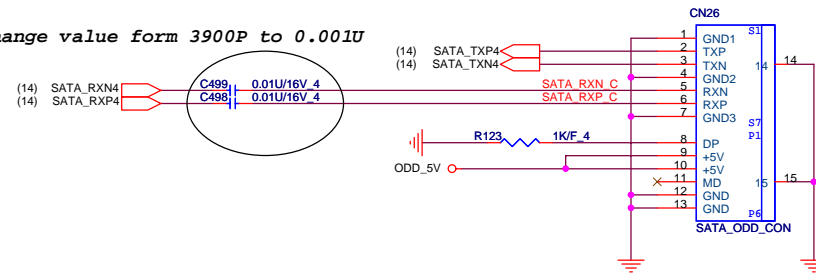 CN26
ange value form 3900P to 0.001U
1 GND1 S1
(14) SATA_TXP4 2 TXP
(14) SATA_TXN4 3 TXN 14 14
4 GND2
(14) SATA_RXN4 C499 0.01U/16V_4 SATA_RXN_C 5 RXN
(14) SATA_RXP4 C498 0.01U/16V_4 SATA_RXP_C 6 RXP
7 GND3 S7
P1
R123 1K/F_4 8 DP
9 +5V
ODD_5V 10 +5V
11 MD 15 15
12 GND
13 GND P6
SATA_ODD_CON